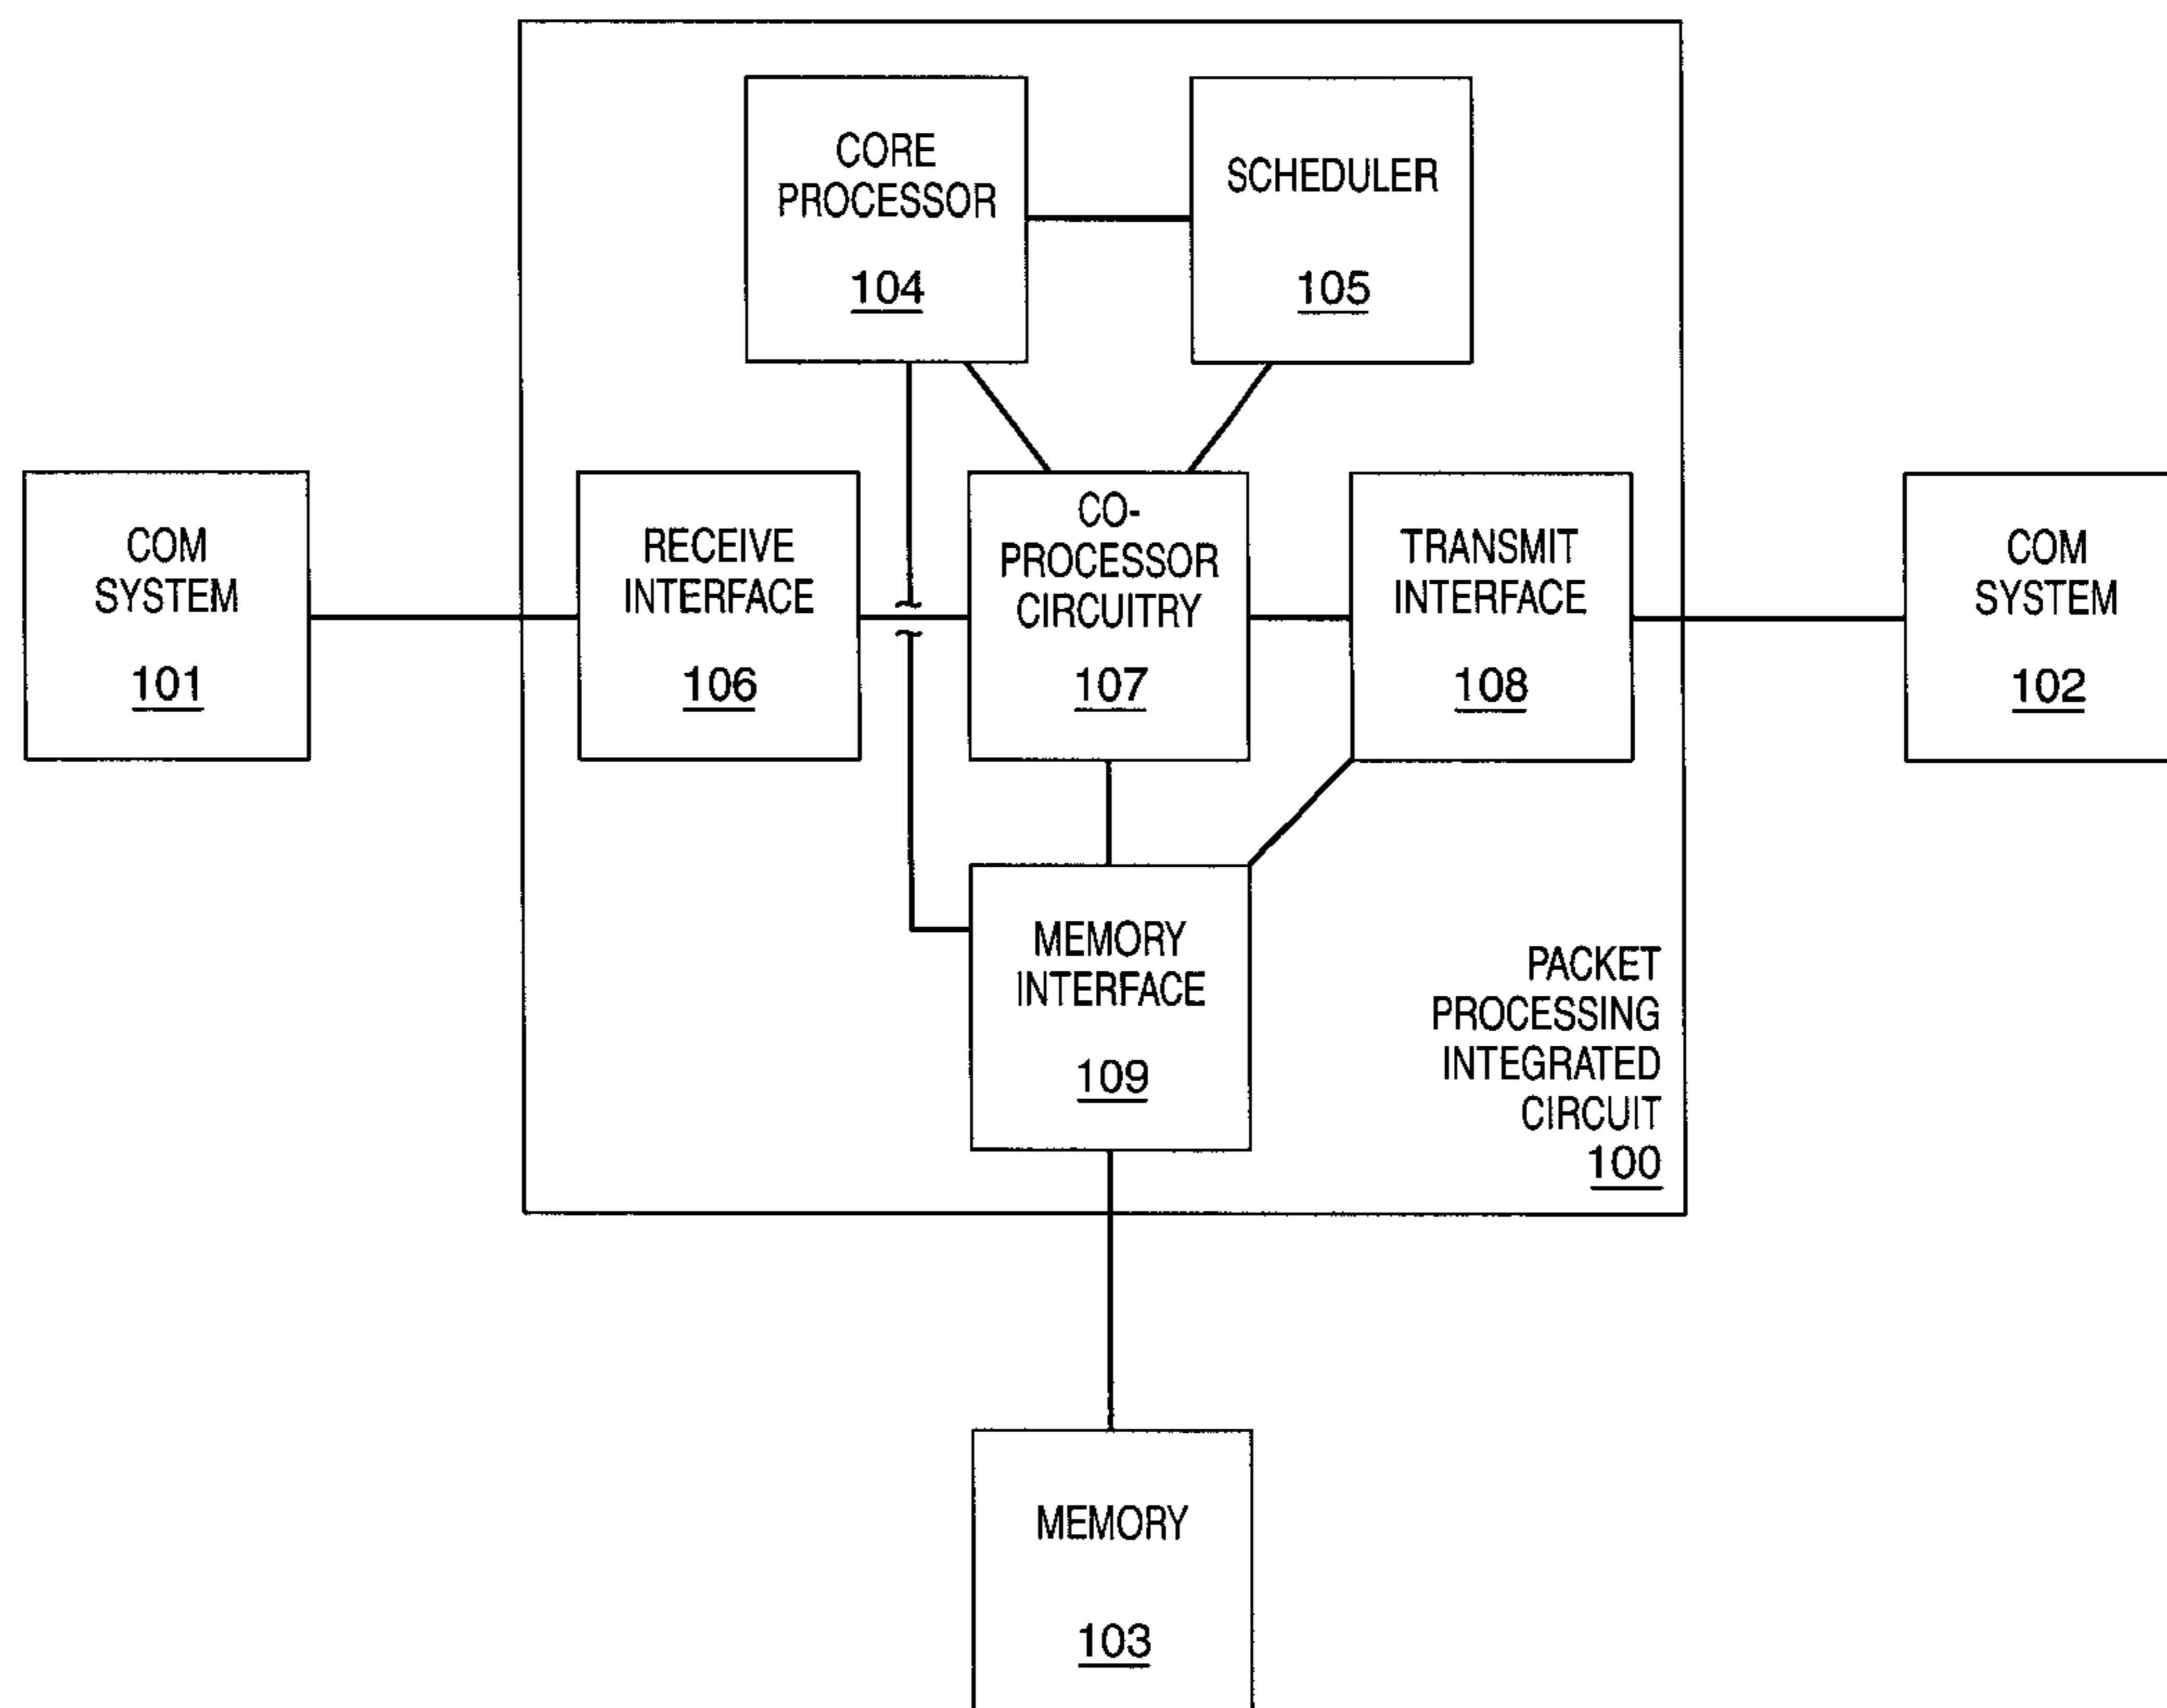 CORE
PROCESSOR
104
SCHEDULER
105
COM
SYSTEM
101
RECEIVE
INTERFACE
106
CO-
PROCESSOR
CIRCUITRY
107
TRANSMIT
INTERFACE
108
COM
SYSTEM
102
MEMORY
INTERFACE
109
PACKET
PROCESSING
INTEGRATED
CIRCUIT
100
MEMORY
103